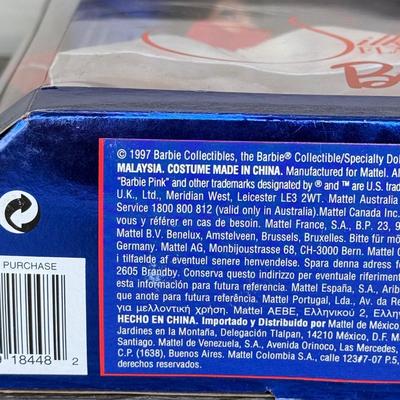 B
© 1997 Barbie Collectibles, the Barbie® Collectible/Specialty Dol
MALAYSIA. COSTUME MADE IN CHINA. Manufactured for Mattel. Al
"Barbie Pink" and other trademarks designated by ® and ™ are U.S. trad
U.K., Ltd., Meridian West, Leicester LE3 2WT. Mattel Australia
Service 1800 800 812 (valid only in Australia).Mattel Canada Inc.
vous y référer en cas de besoin. Mattel France, S.A., B.P. 23, 9
Mattel B.V. Benelux, Amstelveen, Brussels, Bruxelles. Bitte für mö
Germany. Mattel AG, Monbijoustrasse 68, CH-3000 Bern. Mattel
i tilfælde af eventuel senere henvendelse. Spara denna adress f
2605 Brøndby. Conserva questo indirizzo per eventuale riferime
esta información para futura referencia. Mattel España, S.A., Arib
que anote para futura referência. Mattel Portugal, Lda., Av. da Re
για μελλοντική χρήση. Mattel AEBE, Ελληνικού 2, Ελλη
HECHO EN CHINA. Importado y Distribuido por Mattel de México
Jardines en la Montaña, Delegación Tlalpan, 14210 México, D.F. M
Santiago. Mattel de Venezuela, S.A., Avenida Orinoco, Las Mercedes,
C.P. (1638), Buenos Aires. Mattel Colombia S.A., calle 123#7-07 P.5,
derechos reservados.
PURCHASE
18448 2